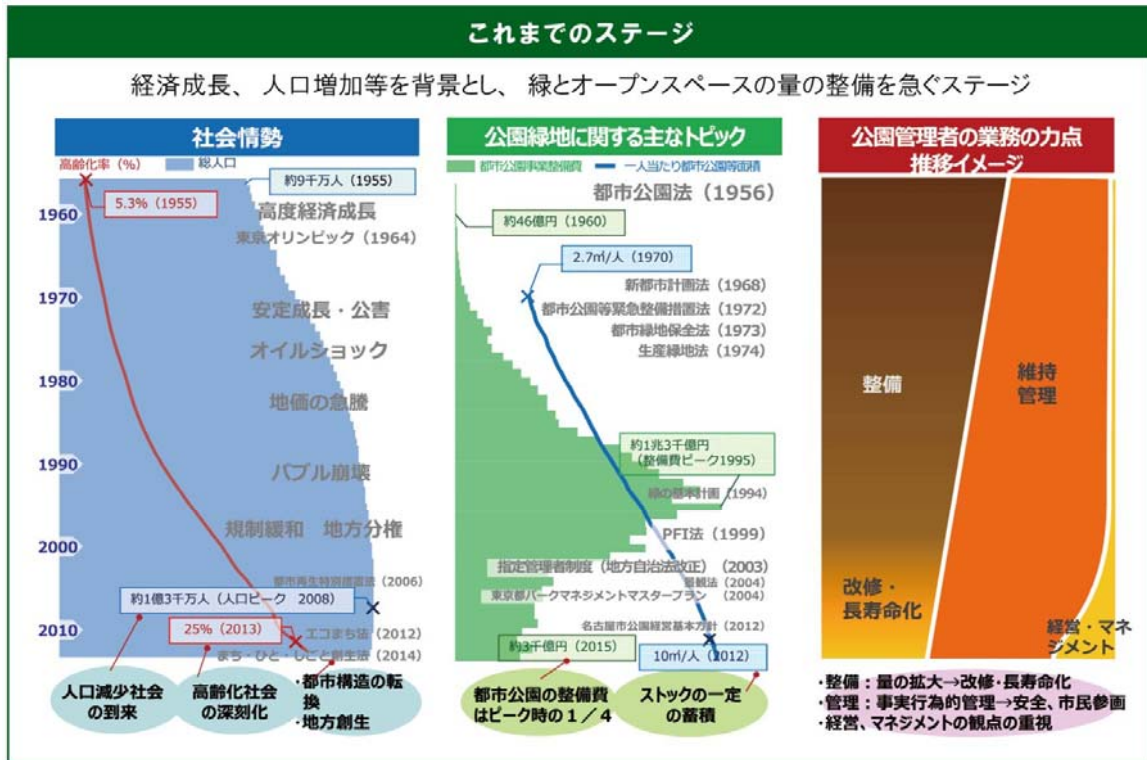 これまでのステージ
経済成長、人口増加等を背景とし、緑とオープンスペースの量の整備を急ぐステージ
社会情勢
高齢化率(%)
総人口
約9千万人(1955)
5.3%(1955)
1960
高度経済成長
東京オリンピック(1964)
1970
安定成長・公害
オイルショック
1980
地価の急騰
1990
バブル崩壊
規制緩和 地方分権
2000
都市再生特別措置法(2006)
約1億3千万人(人口ピーク 2008)
25%(2013)
エコまち法(2012)
2010
まち・ひと・しごと創生法(2014)
人口減少社会
の到来
高齢化社会
の深刻化
・都市構造の転
換
・地方創生
公園緑地に関する主なトピック
都市公園事業整備費
一人当たり都市公園等面積
都市公園法(1956)
約46億円(1960)
2.7㎡/人(1970)
新都市計画法(1968)
都市公園等緊急整備措置法(1972)
都市緑地保全法(1973)
生産緑地法(1974)
約1兆3千億円
(整備費ピーク1995)
緑の基本計画(1994)
PFI法(1999)
指定管理者制度(地方自治法改正)(2003)
景観法(2004)
東京都パークマネジメントマスタープラン(2004)
名古屋市公園経営基本方針(2012)
約3千億円(2015)
10㎡/人(2012)
都市公園の整備費
はピーク時の1/4
ストックの一定
の蓄積
公園管理者の業務の力点
推移イメージ
整備
維持
管理
改修・
長寿命化
経営・マネ
ジメント
・整備:量の拡大→改修・長寿命化
・管理:事実行為的管理→安全、市民参画
・経営、マネジメントの観点の重視